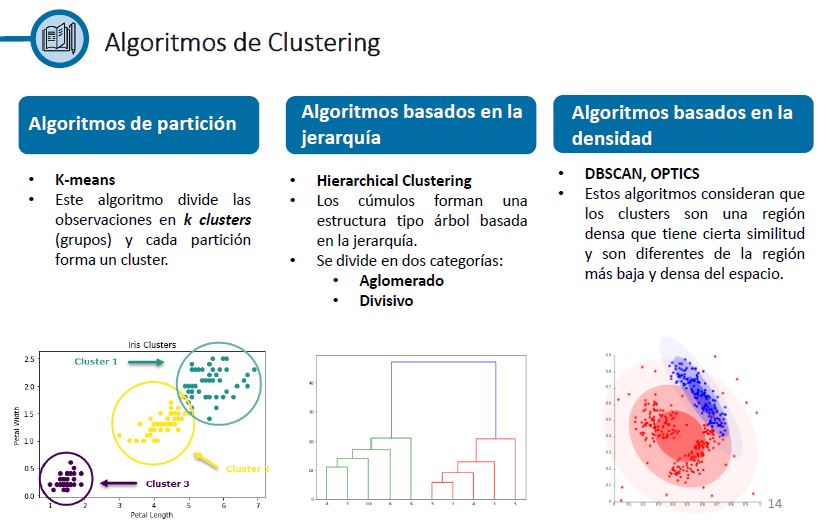 Algoritmos de Clustering
Algoritmos de partición
• K-means
• Este algoritmo divide las
observaciones en k clusters
(grupos) y cada partición
forma un cluster.
Algoritmos basados en la
jerarquía
• Hierarchical Clustering
• Los cúmulos forman una
estructura tipo árbol basada
en la jerarquía.
• Se divide en dos categorías:
• Aglomerado
• Divisivo
Algoritmos basados en la
densidad
• DBSCAN, OPTICS
• Estos algoritmos consideran que
los clusters son una región
densa que tiene cierta similitud
y son diferentes de la región
más baja y densa del espacio.
Iris Clusters
Cluster 1
Cluster
Cluster 3
Petal Width
2.5
2.0
1.5
1.0
0.5
0.0
1 2 3 4 5 6 7
Petal Length
40
30
20
10
14